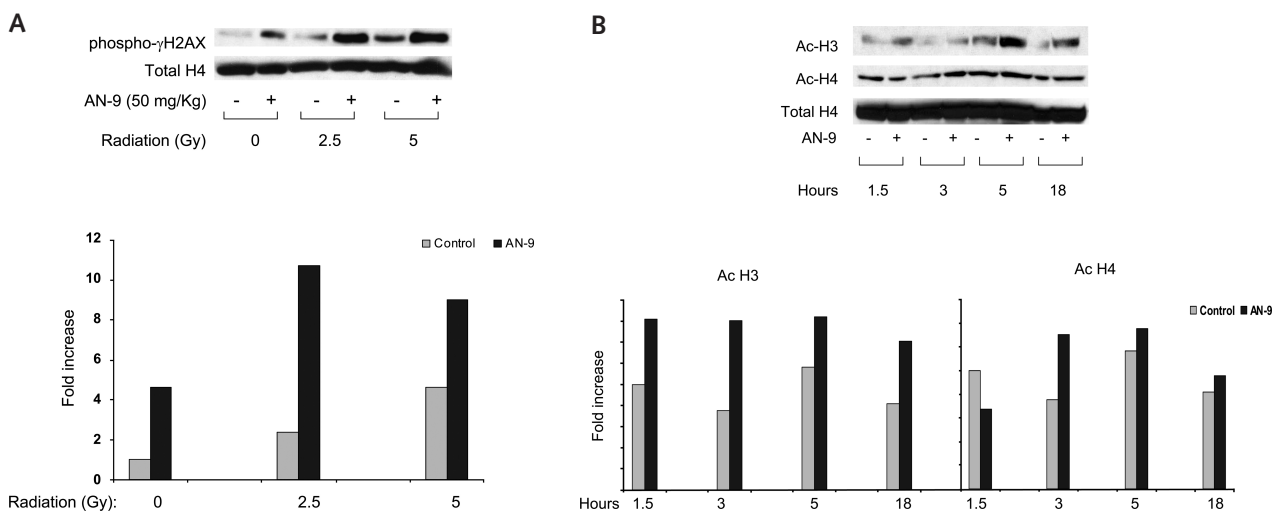 A
phospho-γH2AX
Total H4
AN-9 (50 mg/Kg) - + - + - +
Radiation (Gy) 0 2.5 5
12
10
8
6
4
2
0
Fold increase
Control AN-9
Radiation (Gy): 0 2.5 5
B
Ac-H3
Ac-H4
Total H4
AN-9 - + - + - + - +
Hours 1.5 3 5 18
Ac H3
Ac H4
Control AN-9
Fold increase
Hours 1.5 3 5 18 1.5 3 5 18